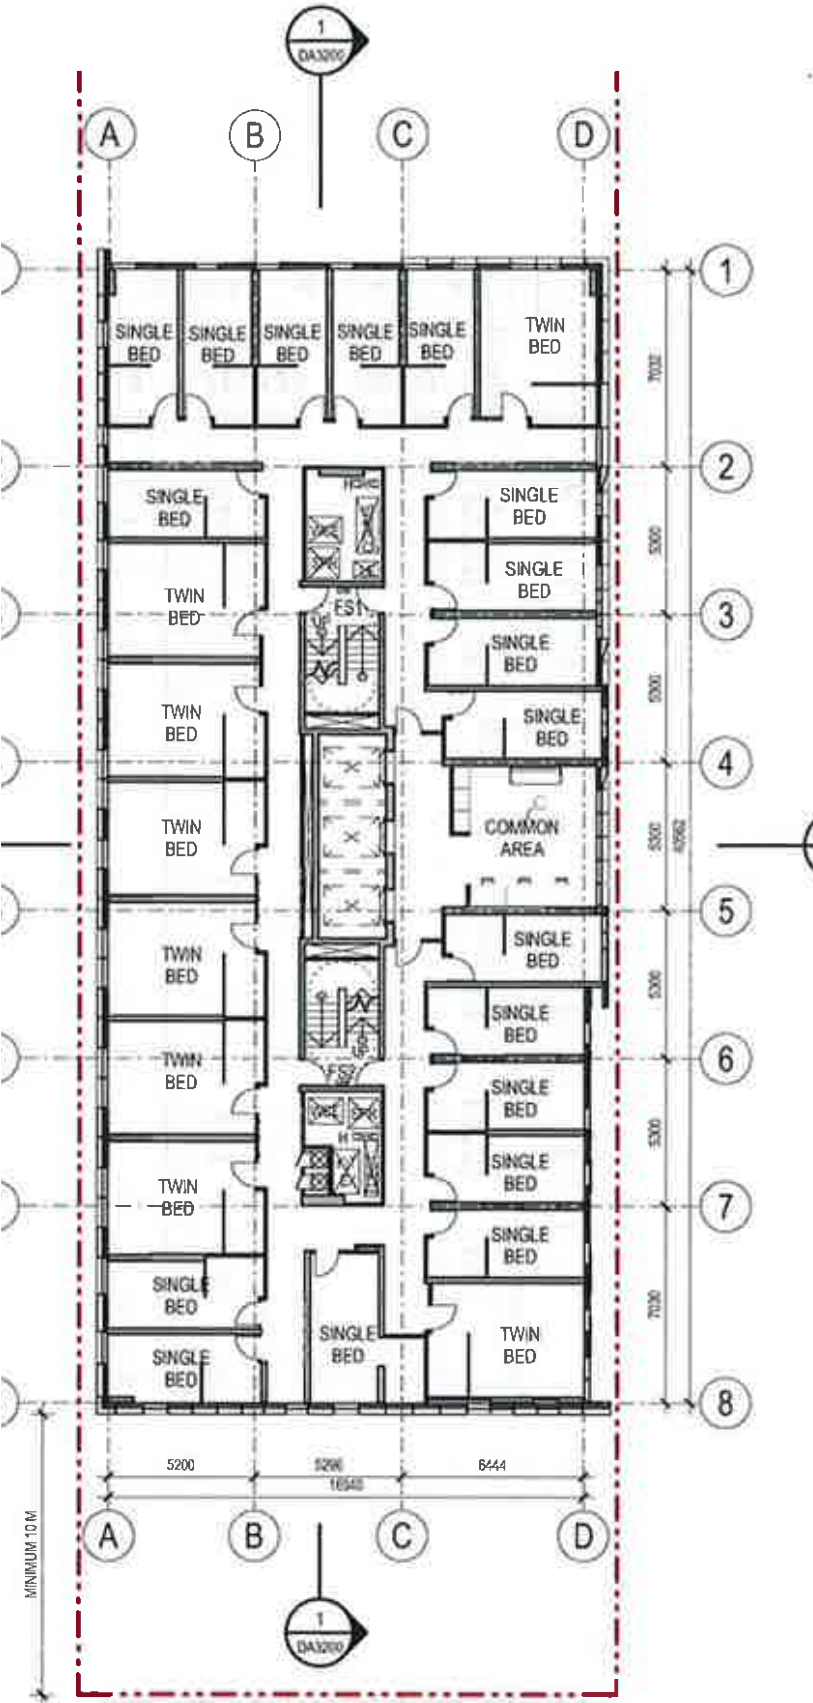 1
DA3200
A
B
C
D
1
SINGLE
BED
SINGLE
BED
SINGLE
BED
SINGLE
BED
SINGLE
BED
TWIN
BED
7032
2
SINGLE
BED
SINGLE
BED
TWIN
BED
SINGLE
BED
5300
FS1
3
SINGLE
BED
TWIN
BED
SINGLE
BED
5300
4
TWIN
BED
COMMON
AREA
5300
5
TWIN
BED
SINGLE
BED
SINGLE
BED
5300
6
TWIN
BED
FS2
SINGLE
BED
H
SINGLE
BED
5300
7
TWIN
BED
SINGLE
BED
SINGLE
BED
SINGLE
BED
SINGLE
BED
TWIN
BED
7030
8
5200
6444
A
B
C
D
MINIMUM 10 M
1
DA3200